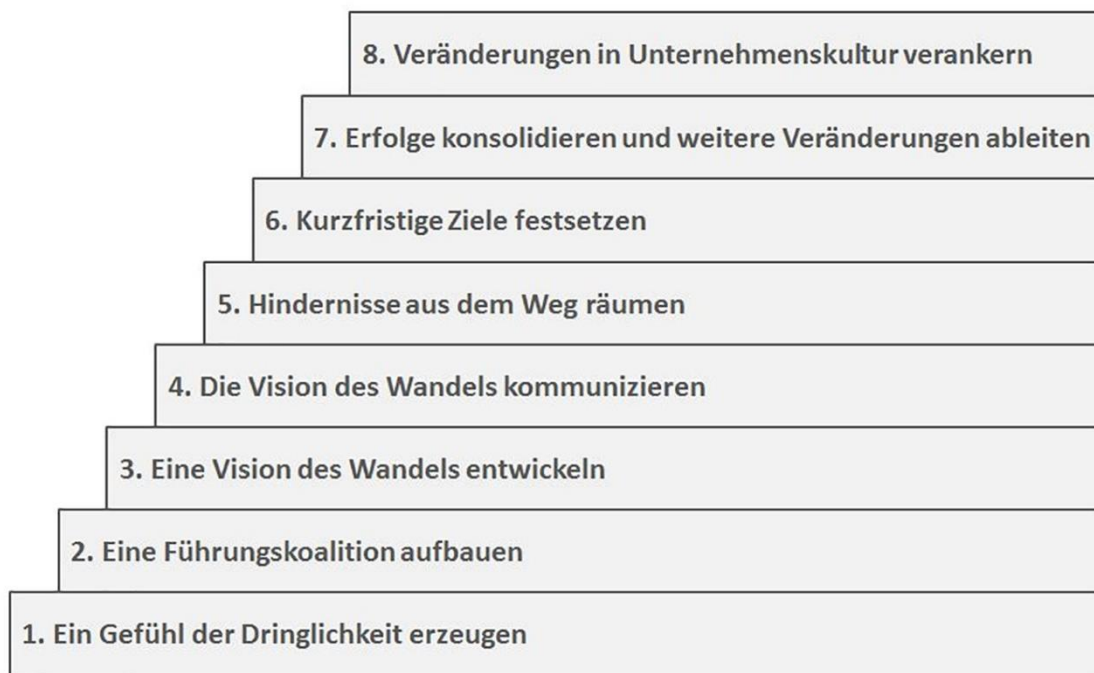 8. Veränderungen in Unternehmenskultur verankern
7. Erfolge konsolidieren und weitere Veränderungen ableiten
6. Kurzfristige Ziele festsetzen
5. Hindernisse aus dem Weg räumen
4. Die Vision des Wandels kommunizieren
3. Eine Vision des Wandels entwickeln
2. Eine Führungskoalition aufbauen
1. Ein Gefühl der Dringlichkeit erzeugen